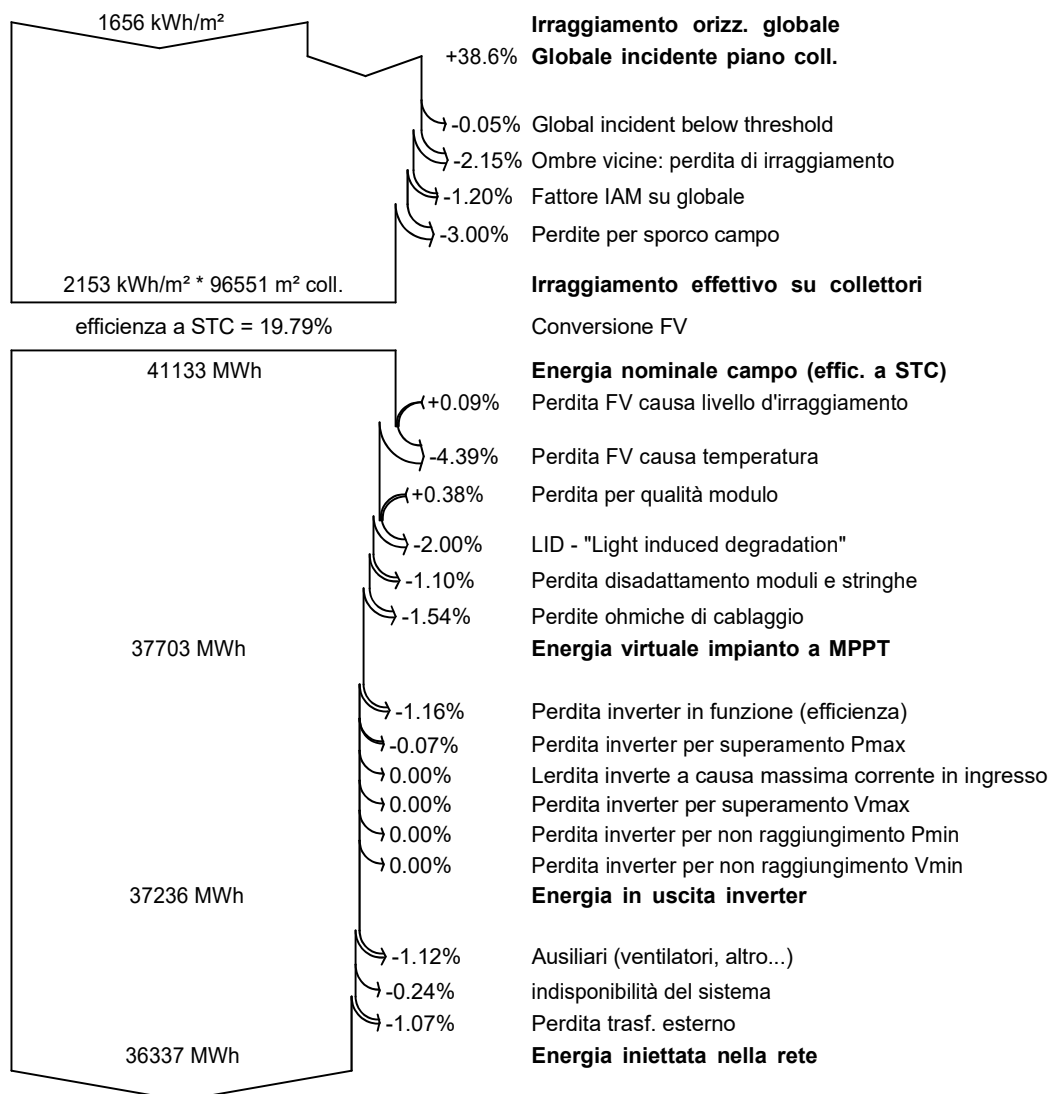 1656 kWh/m² Irraggiamento orizz. globale
+38.6% Globale incidente piano coll.
-0.05% Global incident below threshold
-2.15% Ombre vicine: perdita di irraggiamento
-1.20% Fattore IAM su globale
-3.00% Perdite per sporco campo
2153 kWh/m² * 96551 m² coll. Irraggiamento effettivo su collettori
efficienza a STC = 19.79% Conversione FV
41133 MWh Energia nominale campo (effic. a STC)
+0.09% Perdita FV causa livello d'irraggiamento
-4.39% Perdita FV causa temperatura
+0.38% Perdita per qualità modulo
-2.00% LID - "Light induced degradation"
-1.10% Perdita disadattamento moduli e stringhe
-1.54% Perdite ohmiche di cablaggio
37703 MWh Energia virtuale impianto a MPPT
-1.16% Perdita inverter in funzione (efficienza)
-0.07% Perdita inverter per superamento Pmax
0.00% Lerdita inverte a causa massima corrente in ingresso
0.00% Perdita inverter per superamento Vmax
0.00% Perdita inverter per non raggiungimento Pmin
0.00% Perdita inverter per non raggiungimento Vmin
37236 MWh Energia in uscita inverter
-1.12% Ausiliari (ventilatori, altro...)
-0.24% indisponibilità del sistema
-1.07% Perdita trasf. esterno
36337 MWh Energia iniettata nella rete